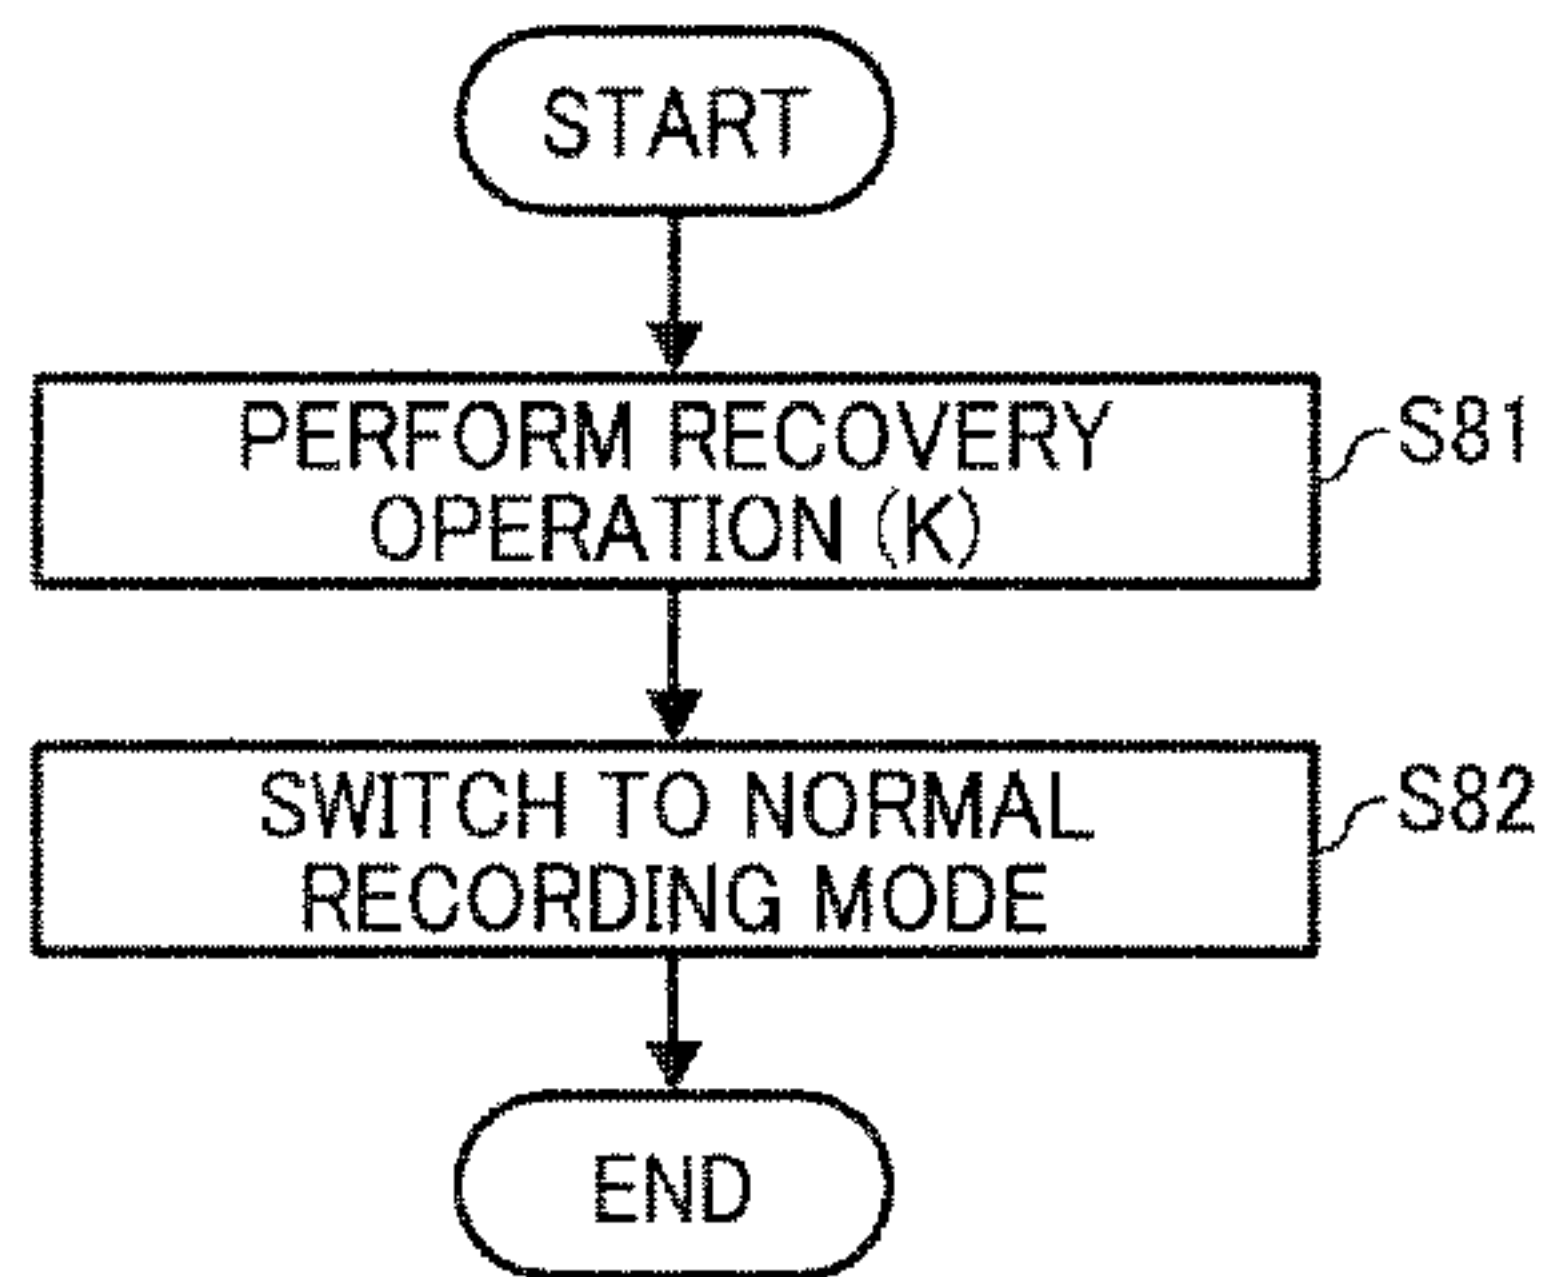 START
PERFORM RECOVERY
OPERATION (K)
S81
SWITCH TO NORMAL
RECORDING MODE
S82
END